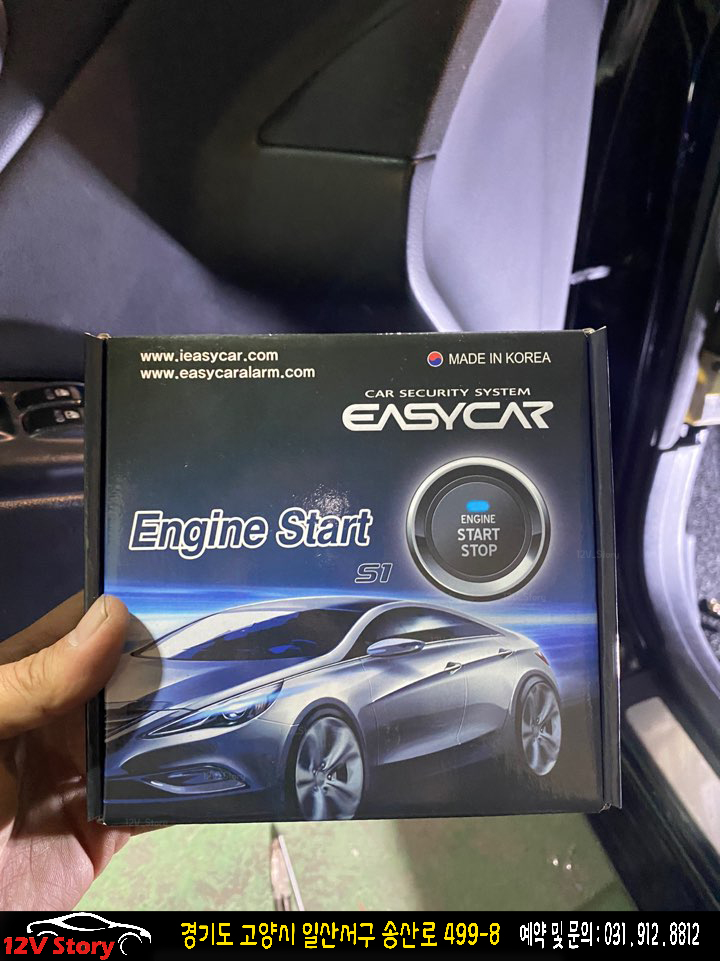 www.ieasycar.com
www.easycaralarm.com
MADE IN KOREA
CAR SECURITY SYSTEM
EASYCAR
Engine Start
S1
ENGINE
START
STOP
12V_Story
12V_Story
12V Story
경기도 고양시 일산서구 송산로 499-8 예약 및 문의 : 031.912.8812